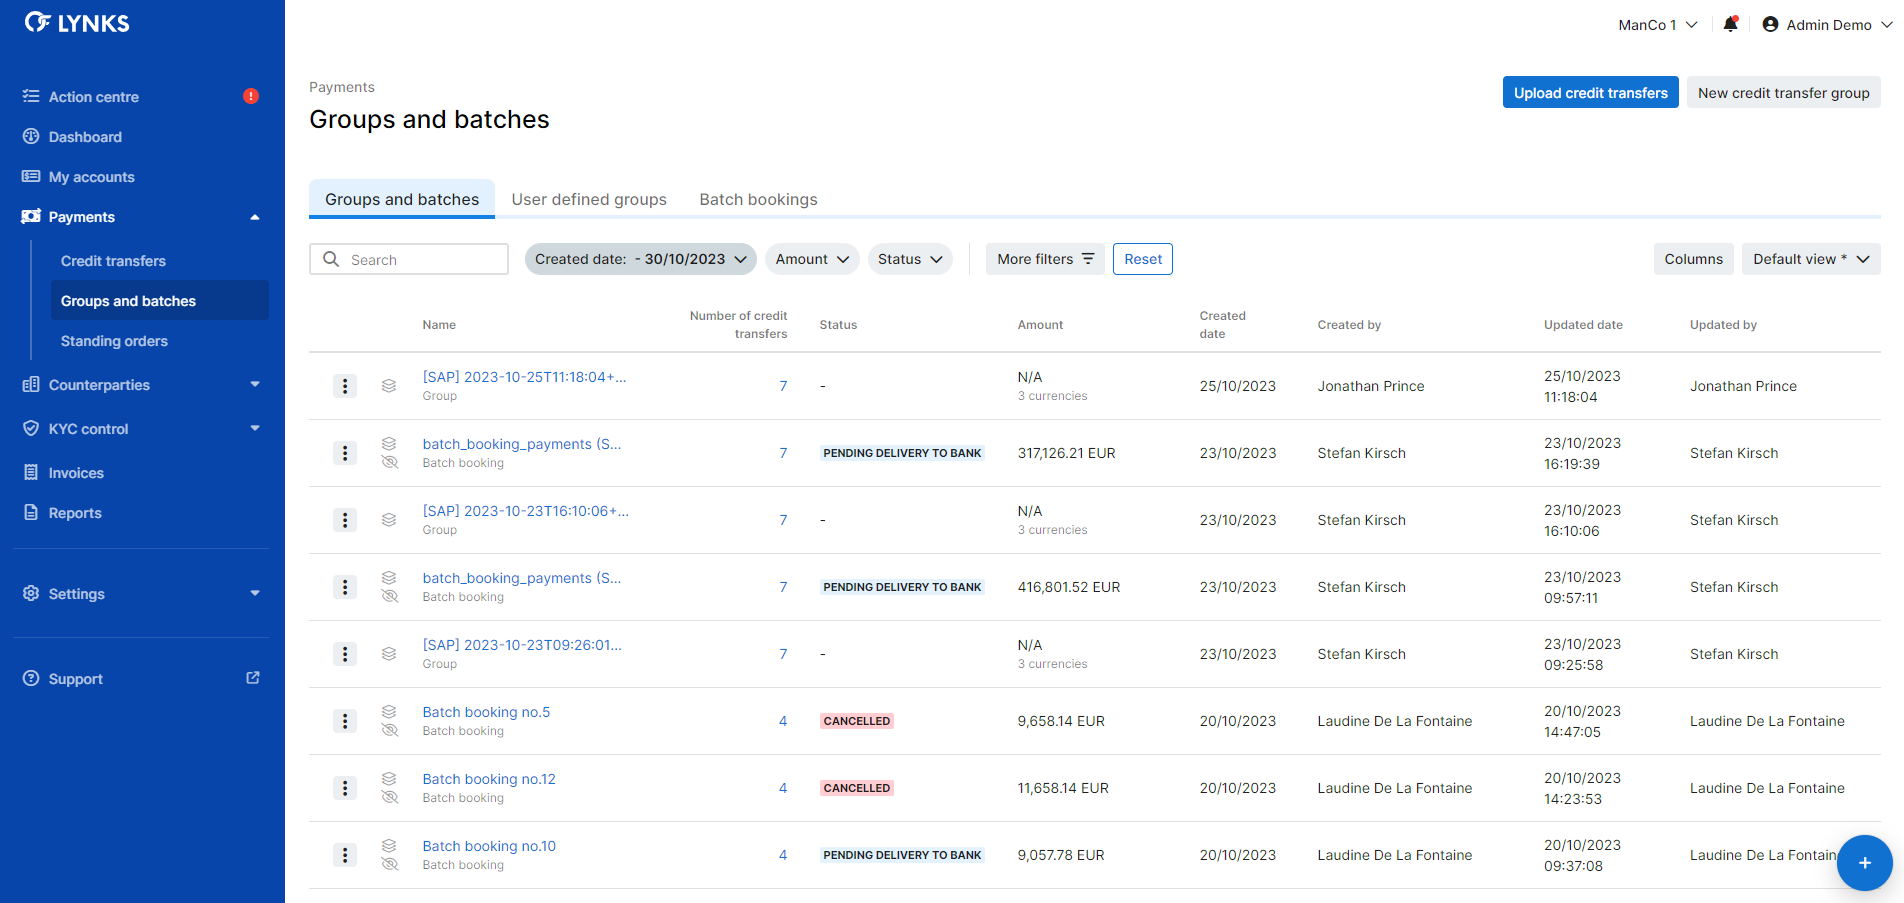 LYNKS
ManCo 1
Admin Demo
Action centre
Dashboard
My accounts
Payments
Credit transfers
Groups and batches
Standing orders
Counterparties
KYC control
Invoices
Reports
Settings
Support
Payments
Groups and batches
Upload credit transfers
New credit transfer group
Groups and batches
User defined groups
Batch bookings
Search
Created date: - 30/10/2023
Amount
Status
More filters
Reset
Columns
Default view *
Name
Number of credit
transfers
Status
Amount
Created
date
Created by
Updated date
Updated by
[SAP] 2023-10-25T11:18:04+...
Group
7
-
N/A
3 currencies
25/10/2023
Jonathan Prince
25/10/2023
11:18:04
Jonathan Prince
batch_booking_payments (S...
Batch booking
7
PENDING DELIVERY TO BANK
317,126.21 EUR
23/10/2023
Stefan Kirsch
23/10/2023
16:19:39
Stefan Kirsch
[SAP] 2023-10-23T16:10:06+...
Group
7
-
N/A
3 currencies
23/10/2023
Stefan Kirsch
23/10/2023
16:10:06
Stefan Kirsch
batch_booking_payments (S...
Batch booking
7
PENDING DELIVERY TO BANK
416,801.52 EUR
23/10/2023
Stefan Kirsch
23/10/2023
09:57:11
Stefan Kirsch
[SAP] 2023-10-23T09:26:01...
Group
7
-
N/A
3 currencies
23/10/2023
Stefan Kirsch
23/10/2023
09:25:58
Stefan Kirsch
Batch booking no.5
Batch booking
4
CANCELLED
9,658.14 EUR
20/10/2023
Laudine De La Fontaine
20/10/2023
14:47:05
Laudine De La Fontaine
Batch booking no.12
Batch booking
4
CANCELLED
11,658.14 EUR
20/10/2023
Laudine De La Fontaine
20/10/2023
14:23:53
Laudine De La Fontaine
Batch booking no.10
Batch booking
4
PENDING DELIVERY TO BANK
9,057.78 EUR
20/10/2023
Laudine De La Fontaine
20/10/2023
09:37:08
Laudine De La Fontain